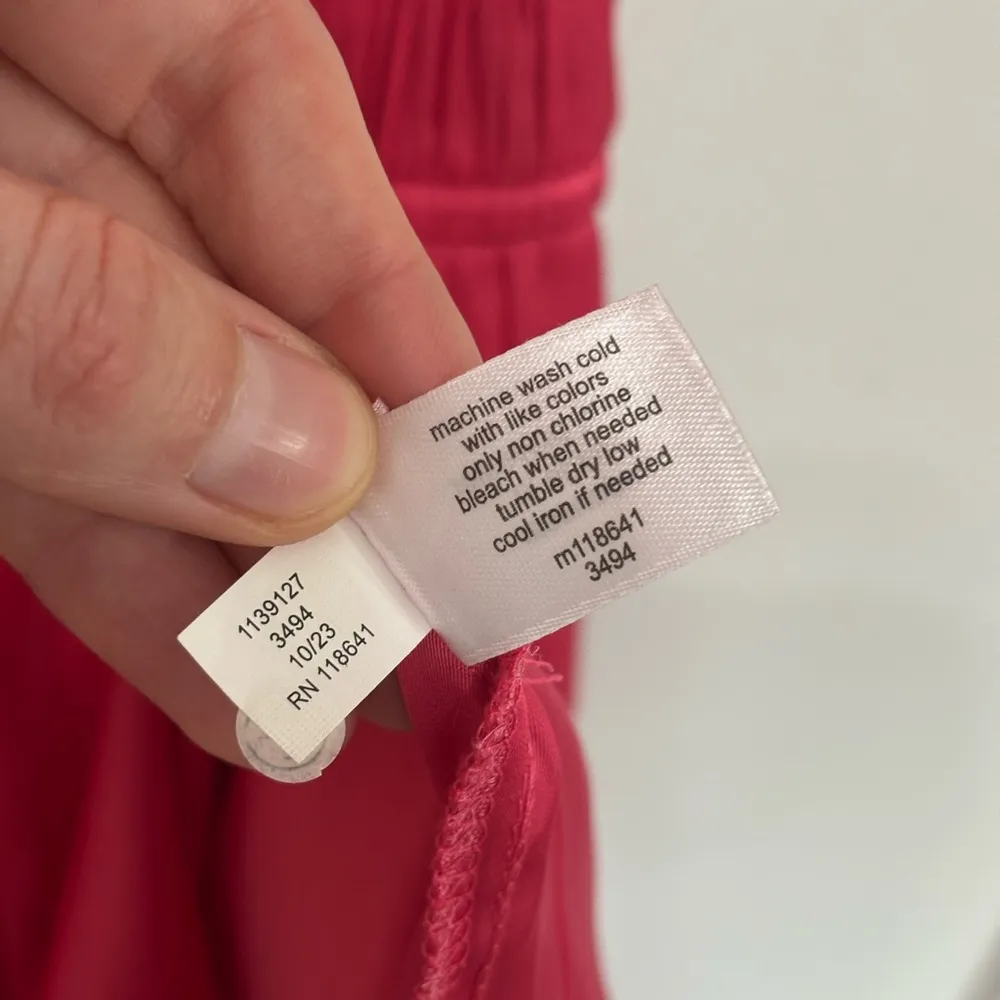 machine wash cold
with like colors
only non chlorine
bleach when needed
tumble dry low
cool iron if needed
rn118641
3494
1139127
3494
10/23
RN 118641